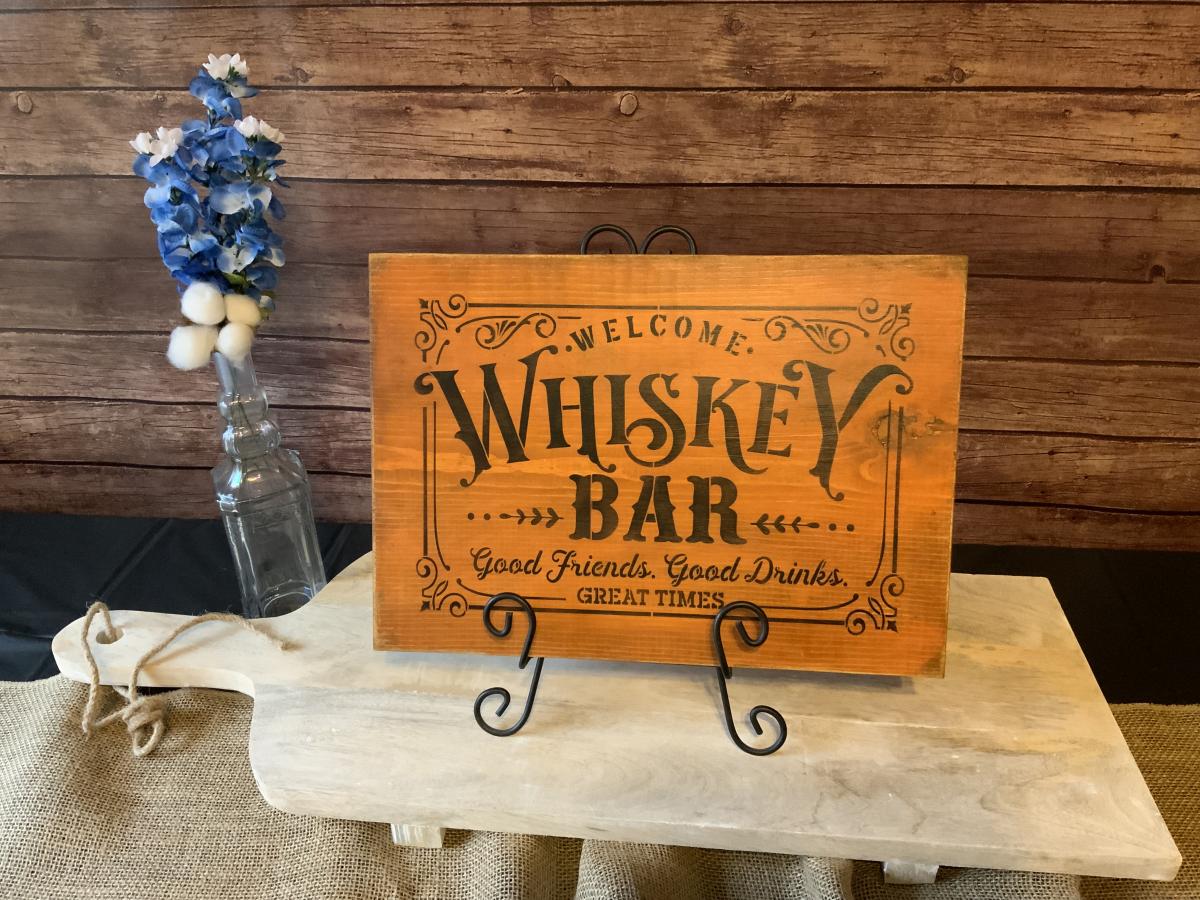 ·WELCOME·
WHISKEY
BAR
Good Friends. Good Drinks.
GREAT TIMES